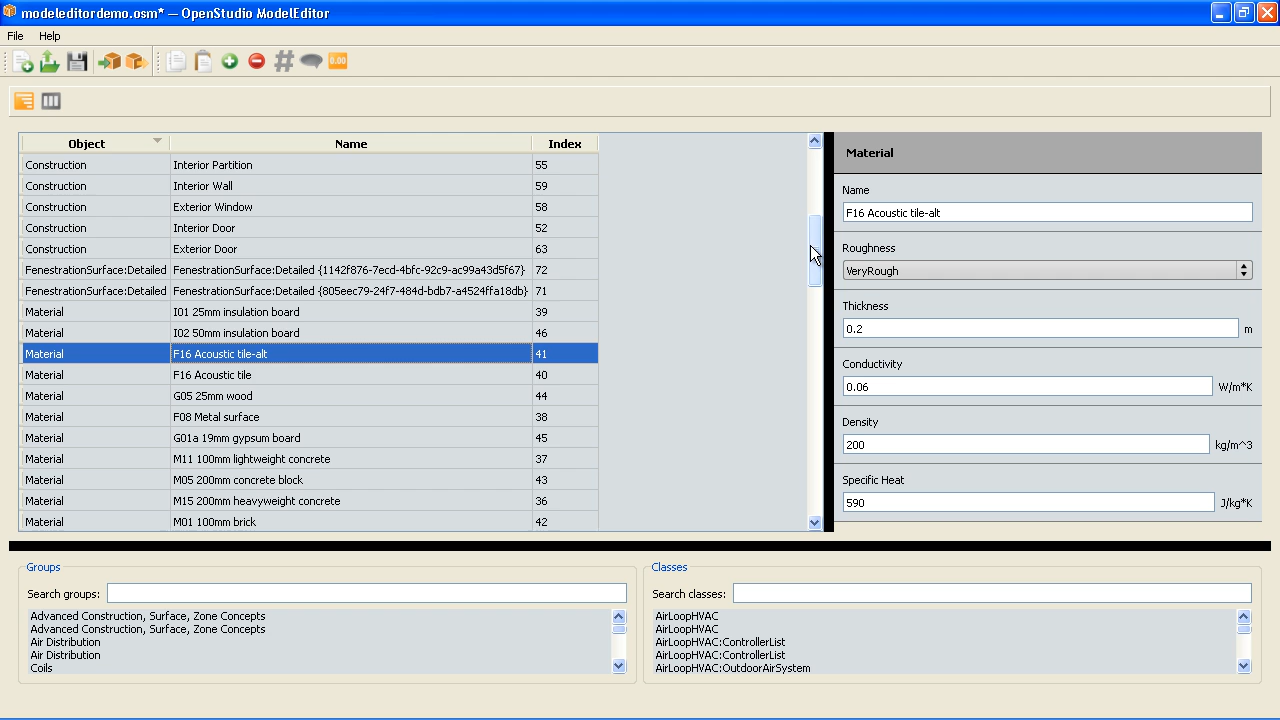 modeleditordemo.osm* — OpenStudio ModelEditor
File Help
0.00
Object Name Index
Construction Interior Partition 55
Construction Interior Wall 59
Construction Exterior Window 58
Construction Interior Door 52
Construction Exterior Door 63
FenestrationSurface:Detailed FenestrationSurface:Detailed {1142f876-7ecd-4bfc-92c9-ac99a43d5f67} 72
FenestrationSurface:Detailed FenestrationSurface:Detailed {805eec79-24f7-484d-bdb7-a4524ffa18db} 71
Material I01 25mm insulation board 39
Material I02 50mm insulation board 46
Material F16 Acoustic tile-alt 41
Material F16 Acoustic tile 40
Material G05 25mm wood 44
Material F08 Metal surface 38
Material G01a 19mm gypsum board 45
Material M11 100mm lightweight concrete 37
Material M05 200mm concrete block 43
Material M15 200mm heavyweight concrete 36
Material M01 100mm brick 42
Material
Name
F16 Acoustic tile-alt
Roughness
VeryRough
Thickness
0.2 m
Conductivity
0.06 W/m*K
Density
200 kg/m^3
Specific Heat
590 J/kg*K
Groups
Search groups:
Advanced Construction, Surface, Zone Concepts
Advanced Construction, Surface, Zone Concepts
Air Distribution
Air Distribution
Coils
Classes
Search classes:
AirLoopHVAC
AirLoopHVAC
AirLoopHVAC:ControllerList
AirLoopHVAC:ControllerList
AirLoopHVAC:OutdoorAirSystem